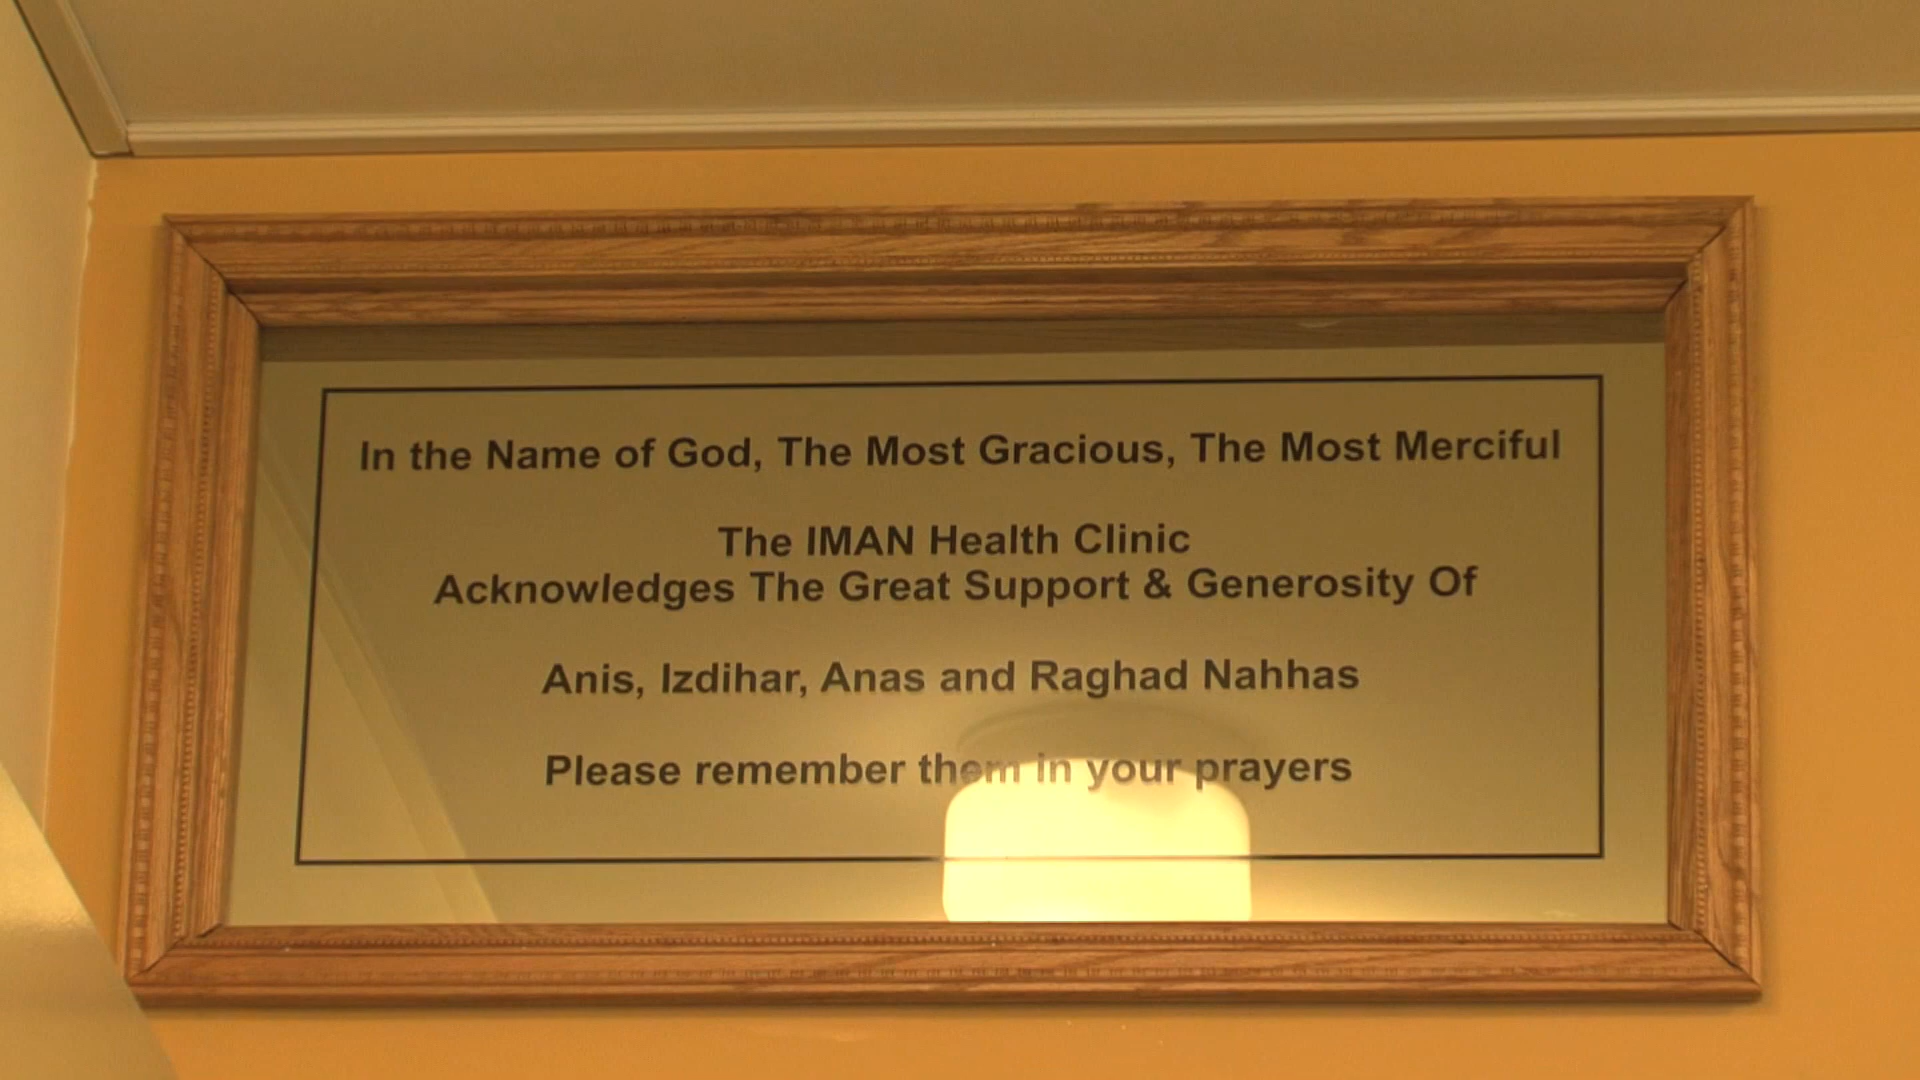 In the Name of God, The Most Gracious, The Most Merciful
The IMAN Health Clinic
Acknowledges The Great Support & Generosity Of
Anis, Izdihar, Anas and Raghad Nahhas
Please remember them in your prayers